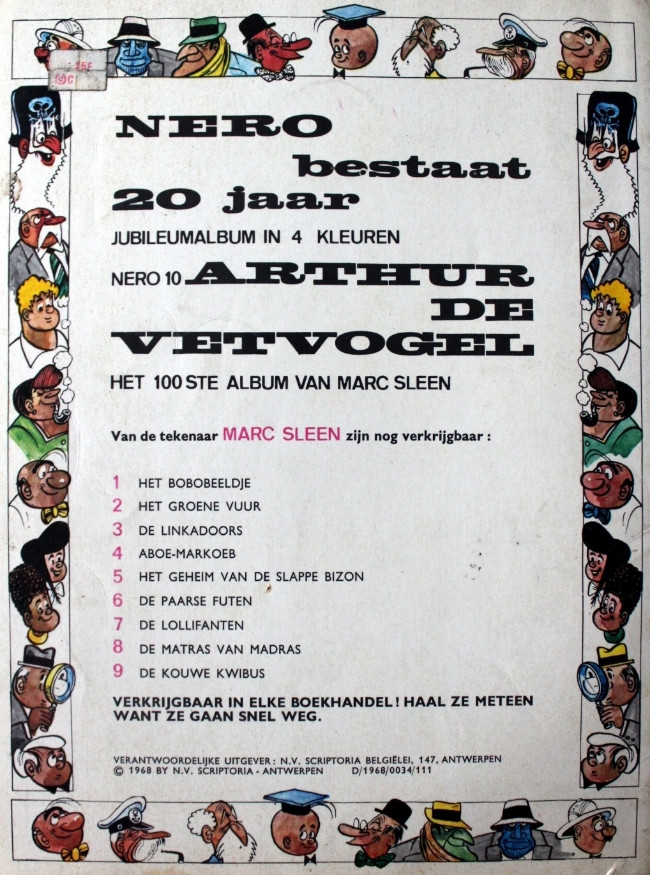 NERO
bestaat
20 jaar
JUBILEUMALBUM IN 4 KLEUREN
NERO 10 ARTHUR
DE
VETVOGEL
HET 100 STE ALBUM VAN MARC SLEEN
Van de tekenaar MARC SLEEN zijn nog verkrijgbaar :
1 HET BOBOBEELDJE
2 HET GROENE VUUR
3 DE LINKADOORS
4 ABOE-MARKOEB
5 HET GEHEIM VAN DE SLAPPE BIZON
6 DE PAARSE FUTEN
7 DE LOLLIFANTEN
8 DE MATRAS VAN MADRAS
9 DE KOUWE KWIBUS
VERKRIJGBAAR IN ELKE BOEKHANDEL! HAAL ZE METEEN
WANT ZE GAAN SNEL WEG.
VERANTWOORDELIJKE UITGEVER : N.V. SCRIPTORIA BELGIËLEI, 147, ANTWERPEN
© 1968 BY N.V. SCRIPTORIA - ANTWERPEN D/1968/0034/111